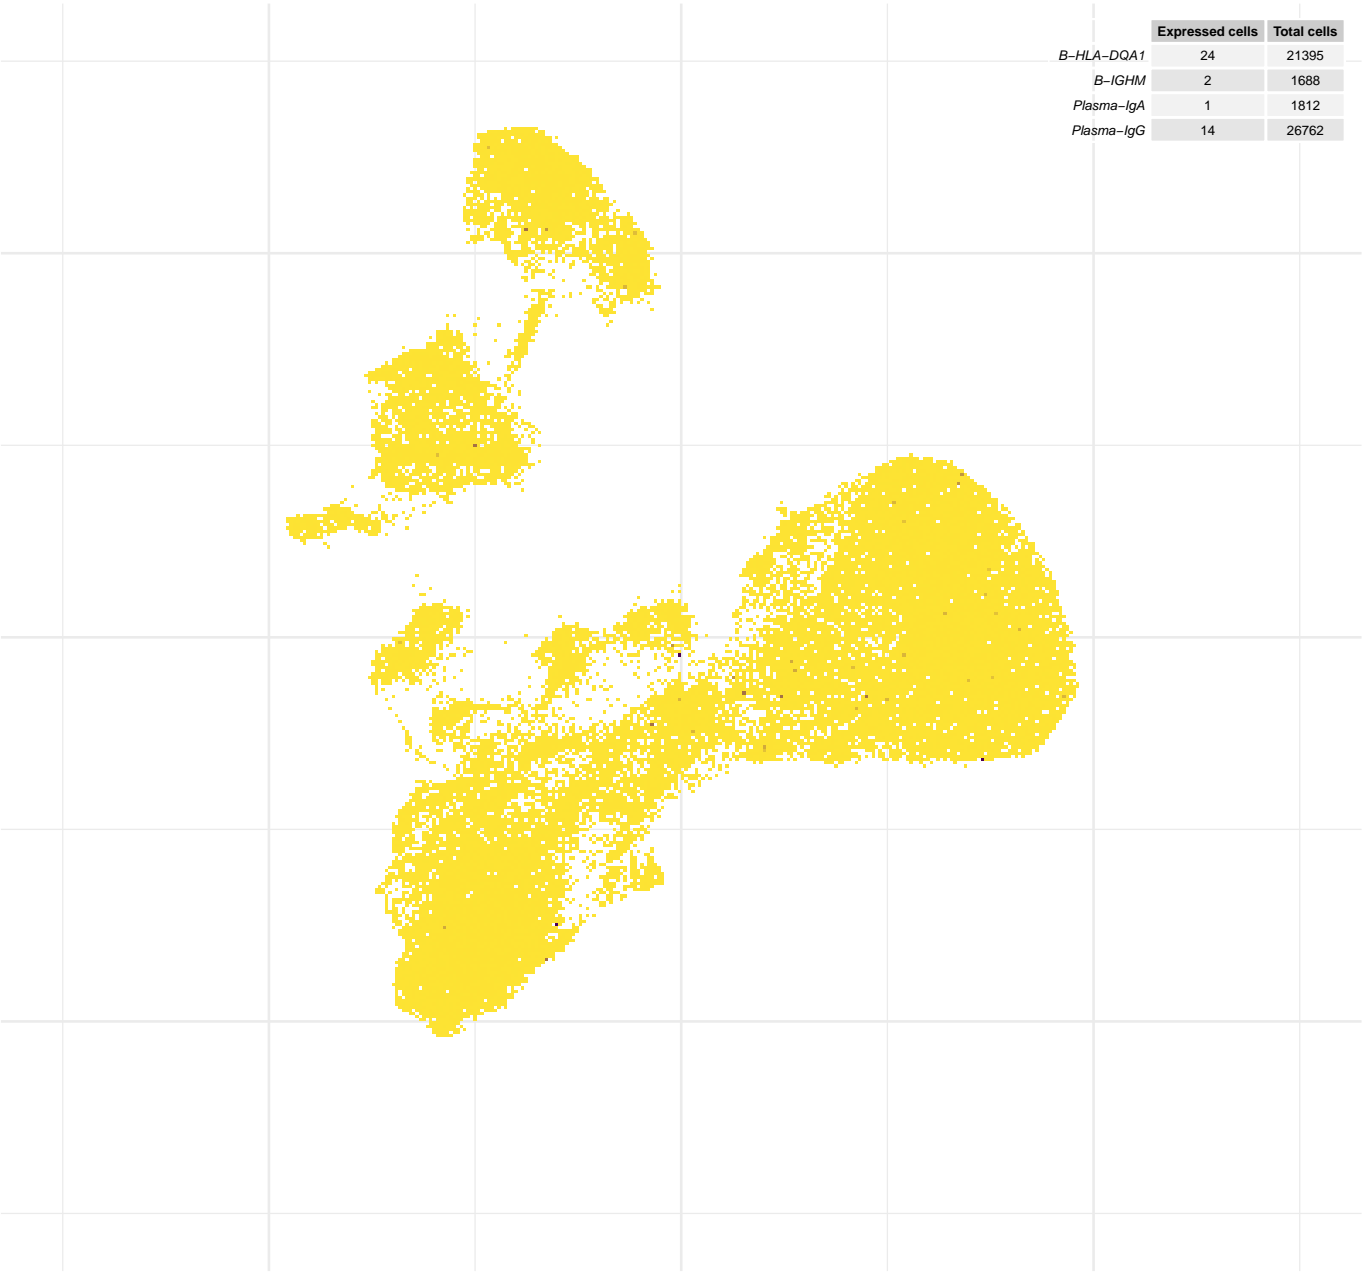 Expressed cells Total cells
B−HLA−DQA1 24 21395
B−IGHM 2 1688
Plasma−IgA 1 1812
Plasma−IgG 14 26762